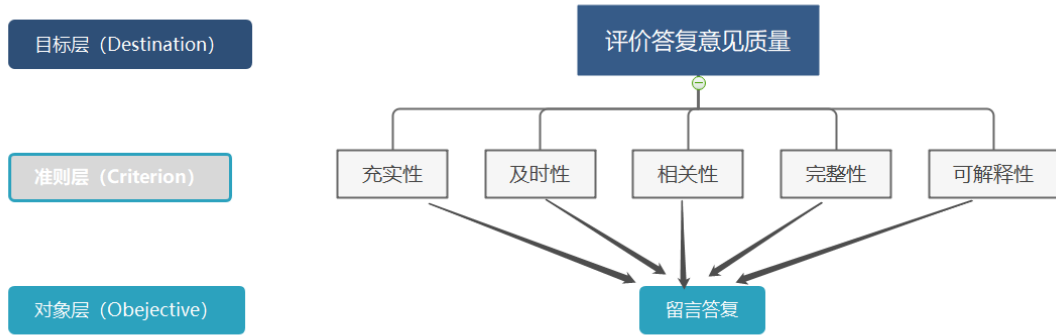 目标层（Destination）
评价答复意见质量
准则层（Criterion）
充实性
及时性
相关性
完整性
可解释性
对象层（Obejective）
留言答复